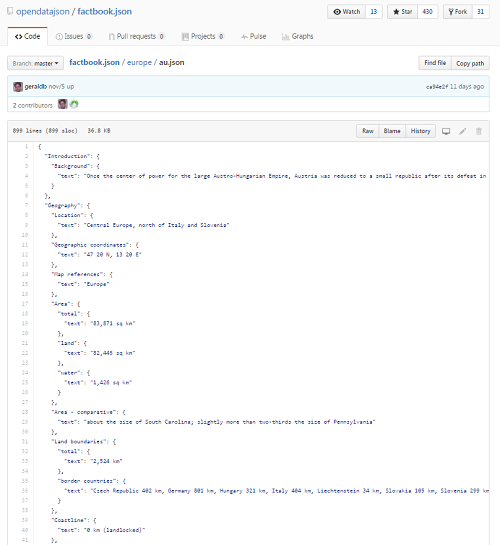 opendatajson / factbook.json
Watch 13 Star 430 Fork 31
Code Issues 0 Pull requests 0 Projects 0 Pulse Graphs
Branch: master factbook.json / europe / au.json Find file Copy path
geraldb nov/5 up ca94e2f 11 days ago
2 contributors
899 lines (899 sloc) 36.8 KB Raw Blame History
1 {
2 "Introduction": {
3 "Background": {
4 "text": "Once the center of power for the large Austro-Hungarian Empire, Austria was reduced to a small republic after its defeat in
5 }
6 },
7 "Geography": {
8 "Location": {
9 "text": "Central Europe, north of Italy and Slovenia"
10 },
11 "Geographic coordinates": {
12 "text": "47 20 N, 13 20 E"
13 },
14 "Map references": {
15 "text": "Europe"
16 },
17 "Area": {
18 "total": {
19 "text": "83,871 sq km"
20 },
21 "land": {
22 "text": "82,445 sq km"
23 },
24 "water": {
25 "text": "1,426 sq km"
26 }
27 },
28 "Area - comparative": {
29 "text": "about the size of South Carolina; slightly more than two-thirds the size of Pennsylvania"
30 },
31 "Land boundaries": {
32 "total": {
33 "text": "2,524 km"
34 },
35 "border countries": {
36 "text": "Czech Republic 402 km, Germany 801 km, Hungary 321 km, Italy 404 km, Liechtenstein 34 km, Slovakia 105 km, Slovenia 299 km
37 }
38 },
39 "Coastline": {
40 "text": "0 km (landlocked)"
41 },